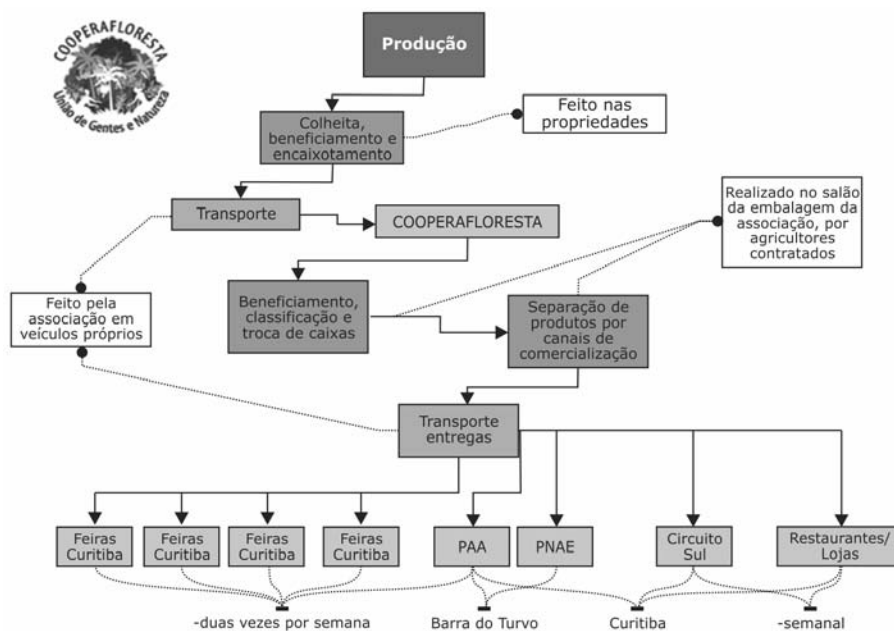 COOPERAFLORESTA
União de Gentes e Natureza
Produção
Colheita,
beneficiamento e
encaixotamento
Feito nas
propriedades
Transporte
COOPERAFLORESTA
Realizado no salão
da embalagem da
associação, por
agricultores
contratados
Feito pela
associação em
veículos próprios
Beneficiamento,
classificação e
troca de caixas
Separação de
produtos por
canais de
comercialização
Transporte
entregas
Feiras
Curitiba
Feiras
Curitiba
Feiras
Curitiba
Feiras
Curitiba
PAA
PNAE
Circuito
Sul
Restaurantes/
Lojas
-duas vezes por semana
Barra do Turvo
Curitiba
-semanal